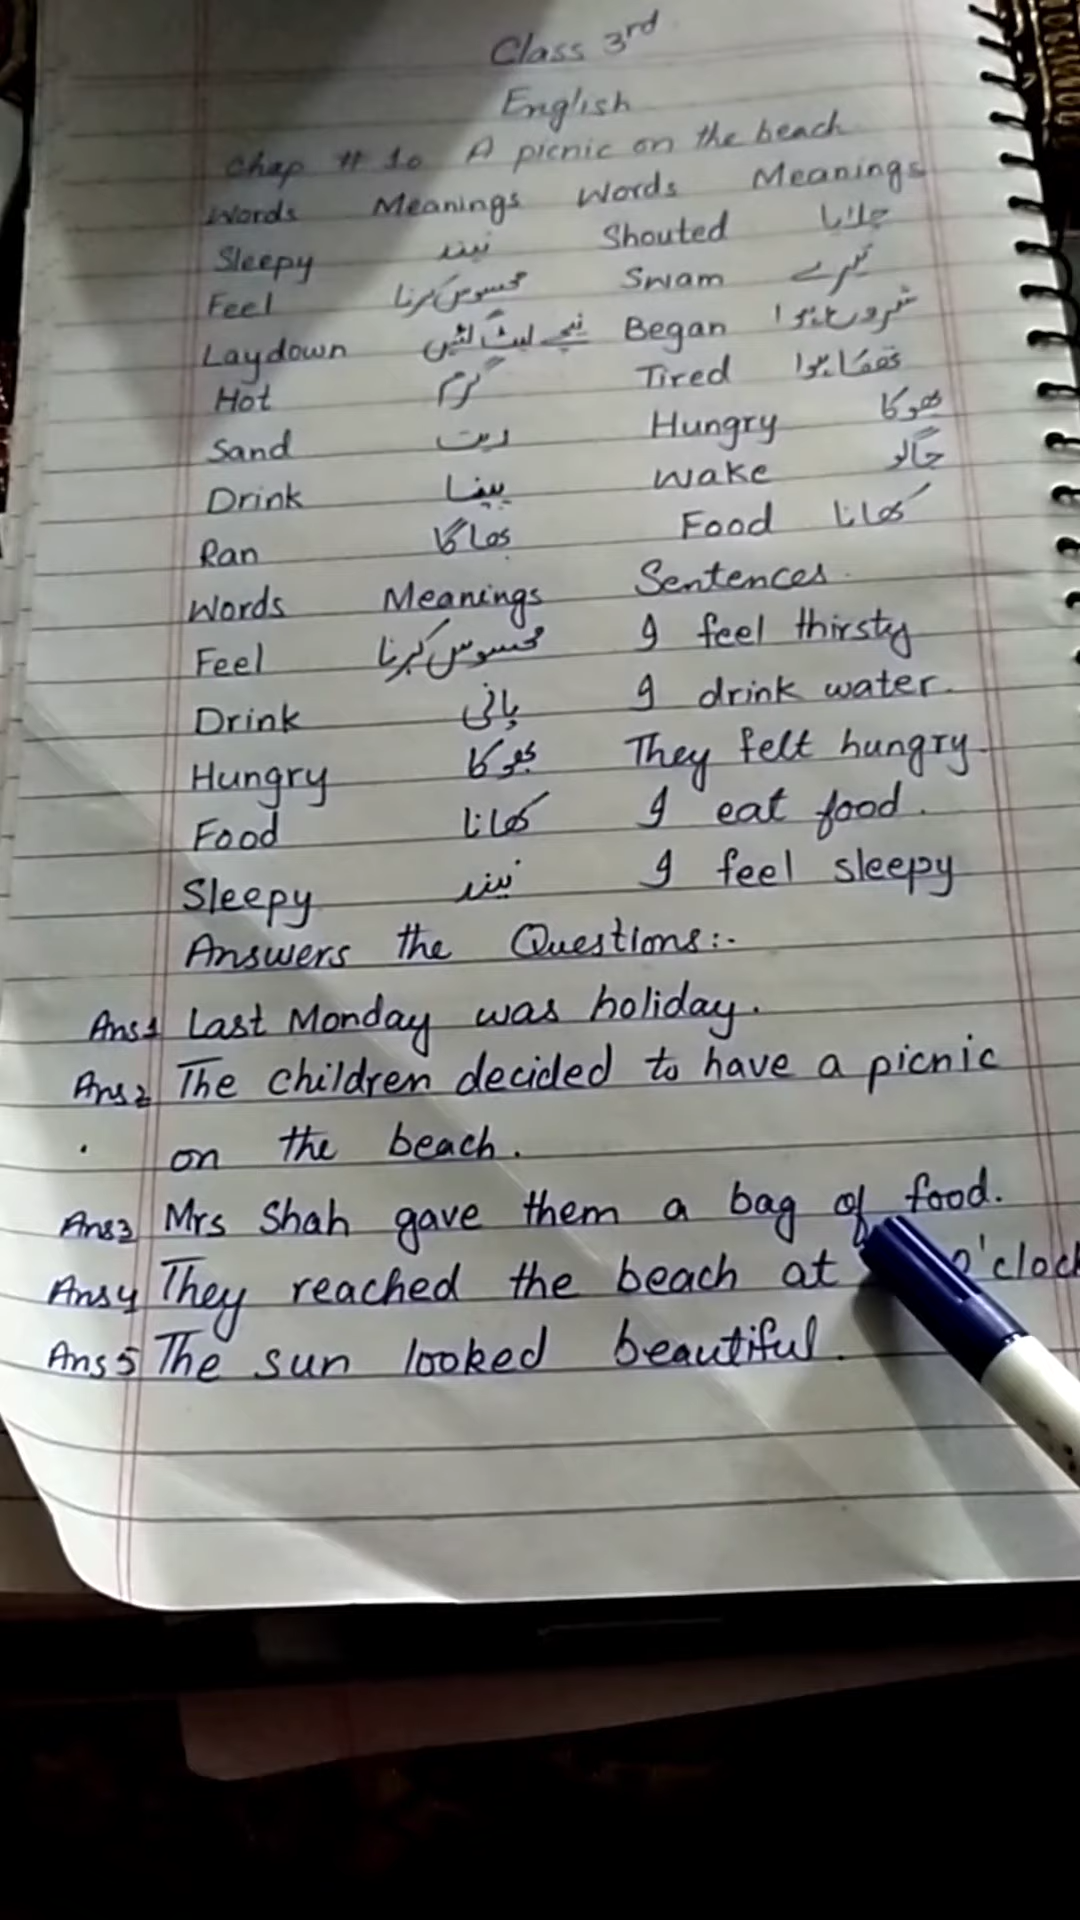 Class 3rd
English
Chap # 10 A picnic on the beach
Words Meanings Words Meanings
Sleepy نیند Shouted چلایا
Feel محسوس کرنا Swam تیرے
Laydown نیچے لیٹ گئیں Began شروع ہوا
Hot گرم Tired تھکا ہوا
Sand ریت Hungry بھوکا
Drink پینا Wake جاگو
Ran بھاگا Food کھانا
Words Meanings Sentences.
Feel محسوس کرنا I feel thirsty
Drink پانی I drink water.
Hungry بھوکا They felt hungry.
Food کھانا I eat food.
Sleepy نیند I feel sleepy
Answers the Questions:-
Ans1 Last Monday was holiday.
Ans2 The children decided to have a picnic
on the beach.
Ans3 Mrs Shah gave them a bag of food.
Ans4 They reached the beach at o'clock
Ans5 The sun looked beautiful.